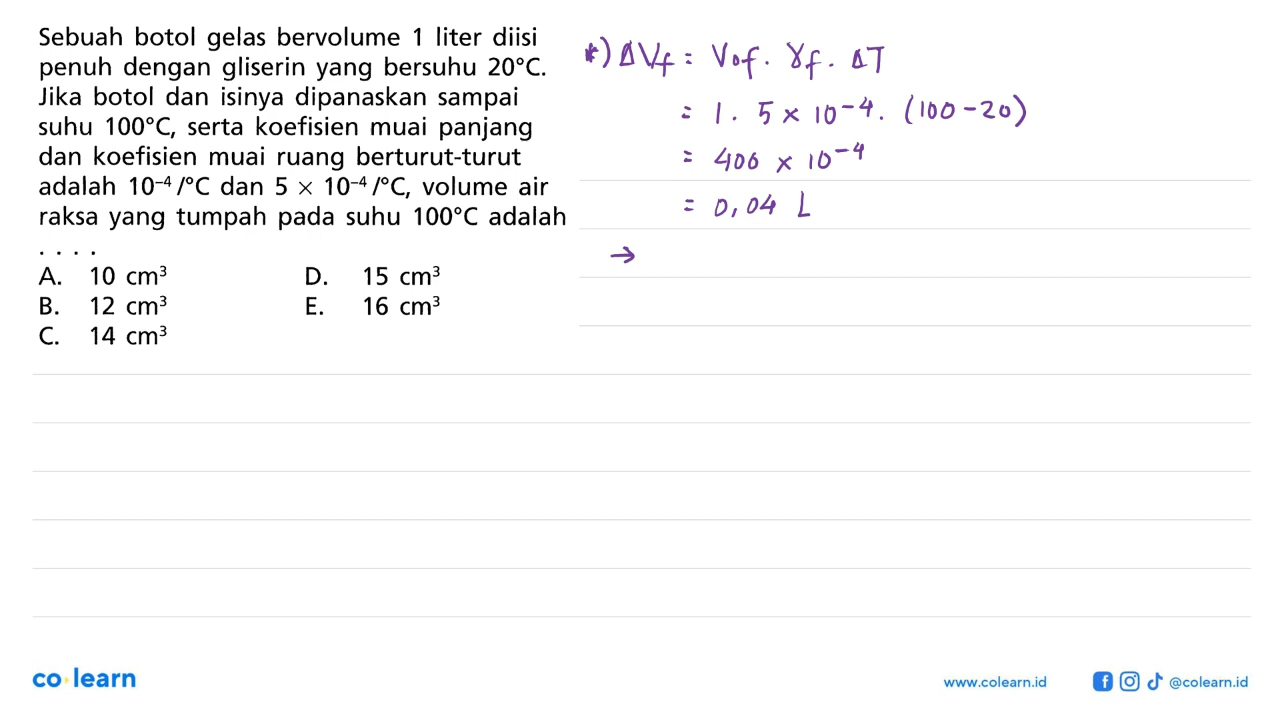 Sebuah botol gelas bervolume 1 liter diisi
penuh dengan gliserin yang bersuhu 20°C.
Jika botol dan isinya dipanaskan sampai
suhu 100°C, serta koefisien muai panjang
dan koefisien muai ruang berturut-turut
adalah 10⁻⁴/°C dan 5 × 10⁻⁴/°C, volume air
raksa yang tumpah pada suhu 100°C adalah
. . . .
A. 10 cm³ D. 15 cm³
B. 12 cm³ E. 16 cm³
C. 14 cm³
*) ΔVf = Vof . γf . ΔT
= 1 . 5 × 10⁻⁴ . (100 - 20)
= 400 × 10⁻⁴
= 0,04 L
→
co learn
www.colearn.id
@colearn.id